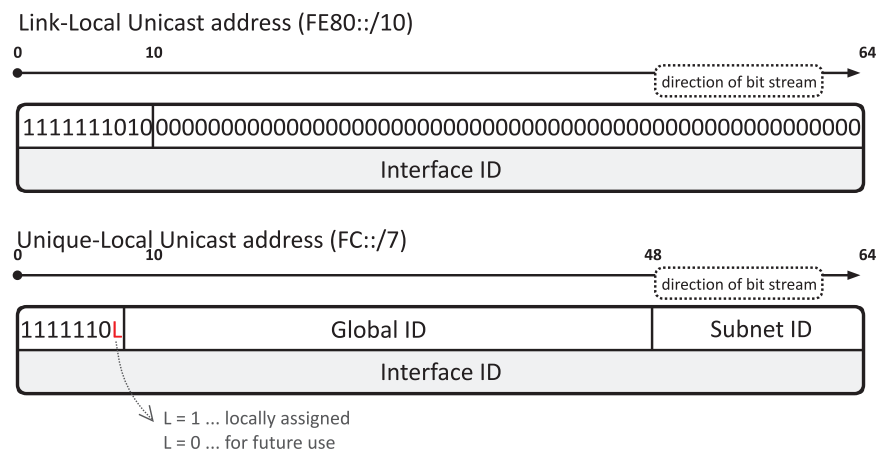 Link-Local Unicast address (FE80::/10)
0 10 64
direction of bit stream
1111111010 000000000000000000000000000000000000000000000000000000
Interface ID
Unique-Local Unicast address (FC::/7)
0 10 48 64
direction of bit stream
1111110L Global ID Subnet ID
Interface ID
L = 1 ... locally assigned
L = 0 ... for future use